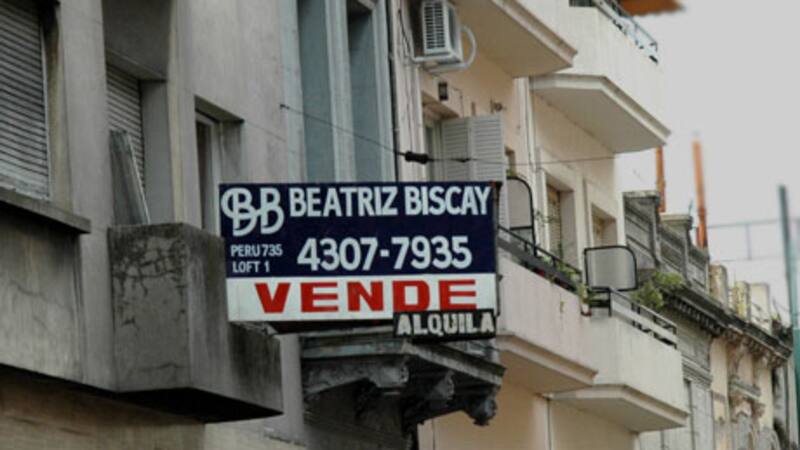 BB BEATRIZ BISCAY
PERU 735 4307-7935
LOFT 1
VENDE
ALQUILA